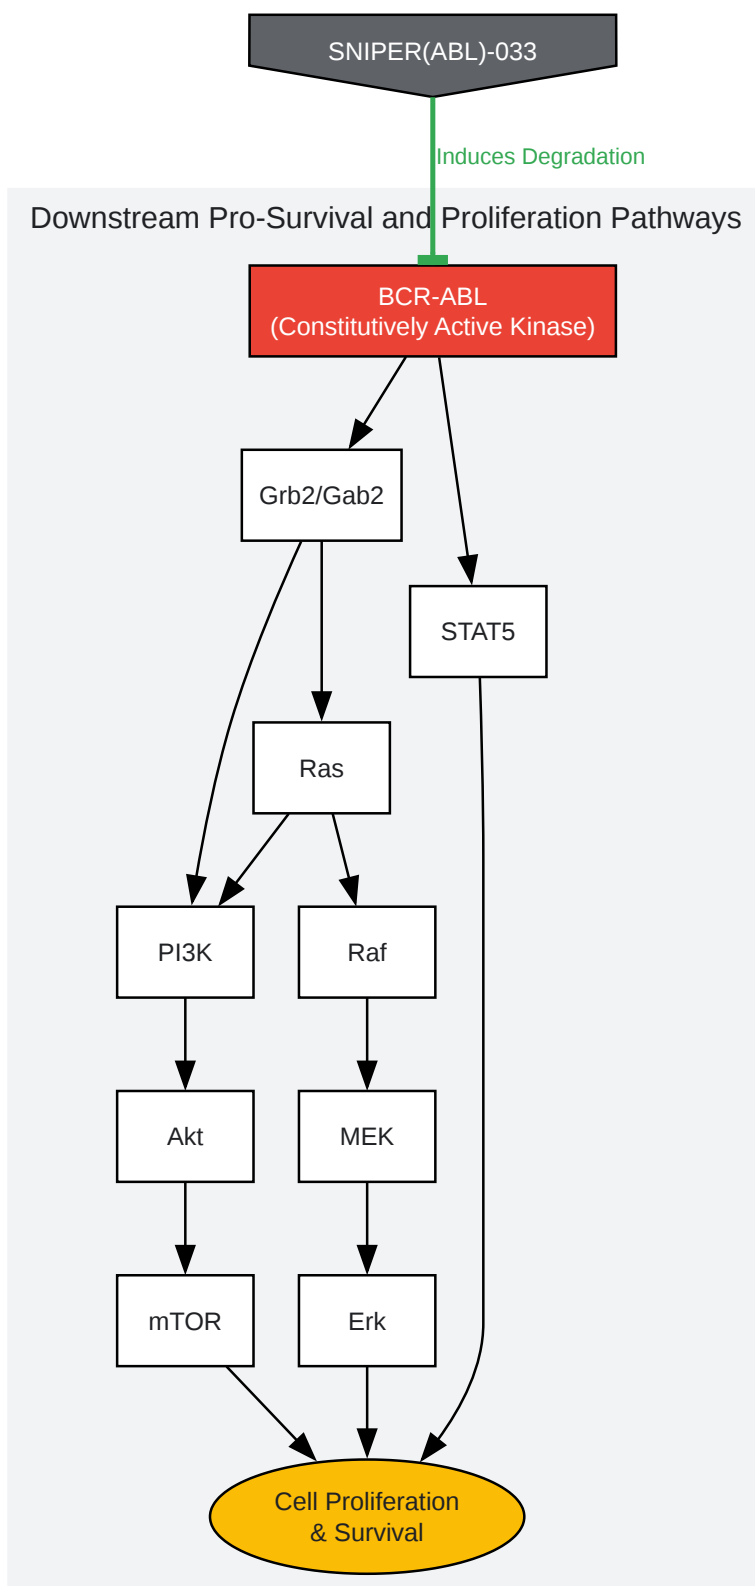 SNIPER(ABL)-033
Induces Degradation
Downstream Pro-Survival and Proliferation Pathways
BCR-ABL
(Constitutively Active Kinase)
Grb2/Gab2
STAT5
Ras
PI3K
Raf
Akt
MEK
mTOR
Erk
Cell Proliferation
& Survival